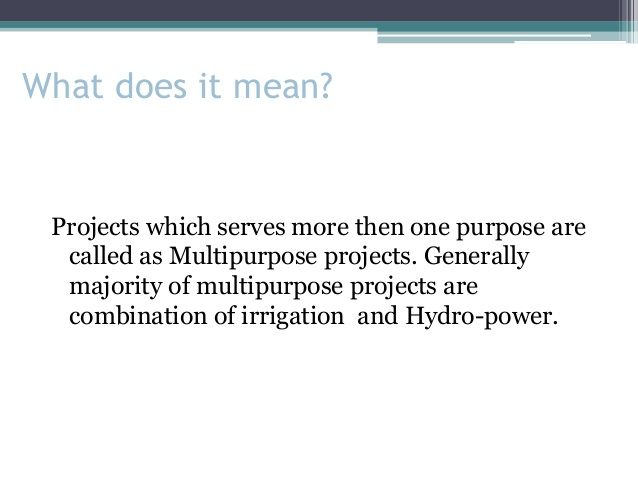 What does it mean?
Projects which serves more then one purpose are
called as Multipurpose projects. Generally
majority of multipurpose projects are
combination of irrigation  and Hydro-power.